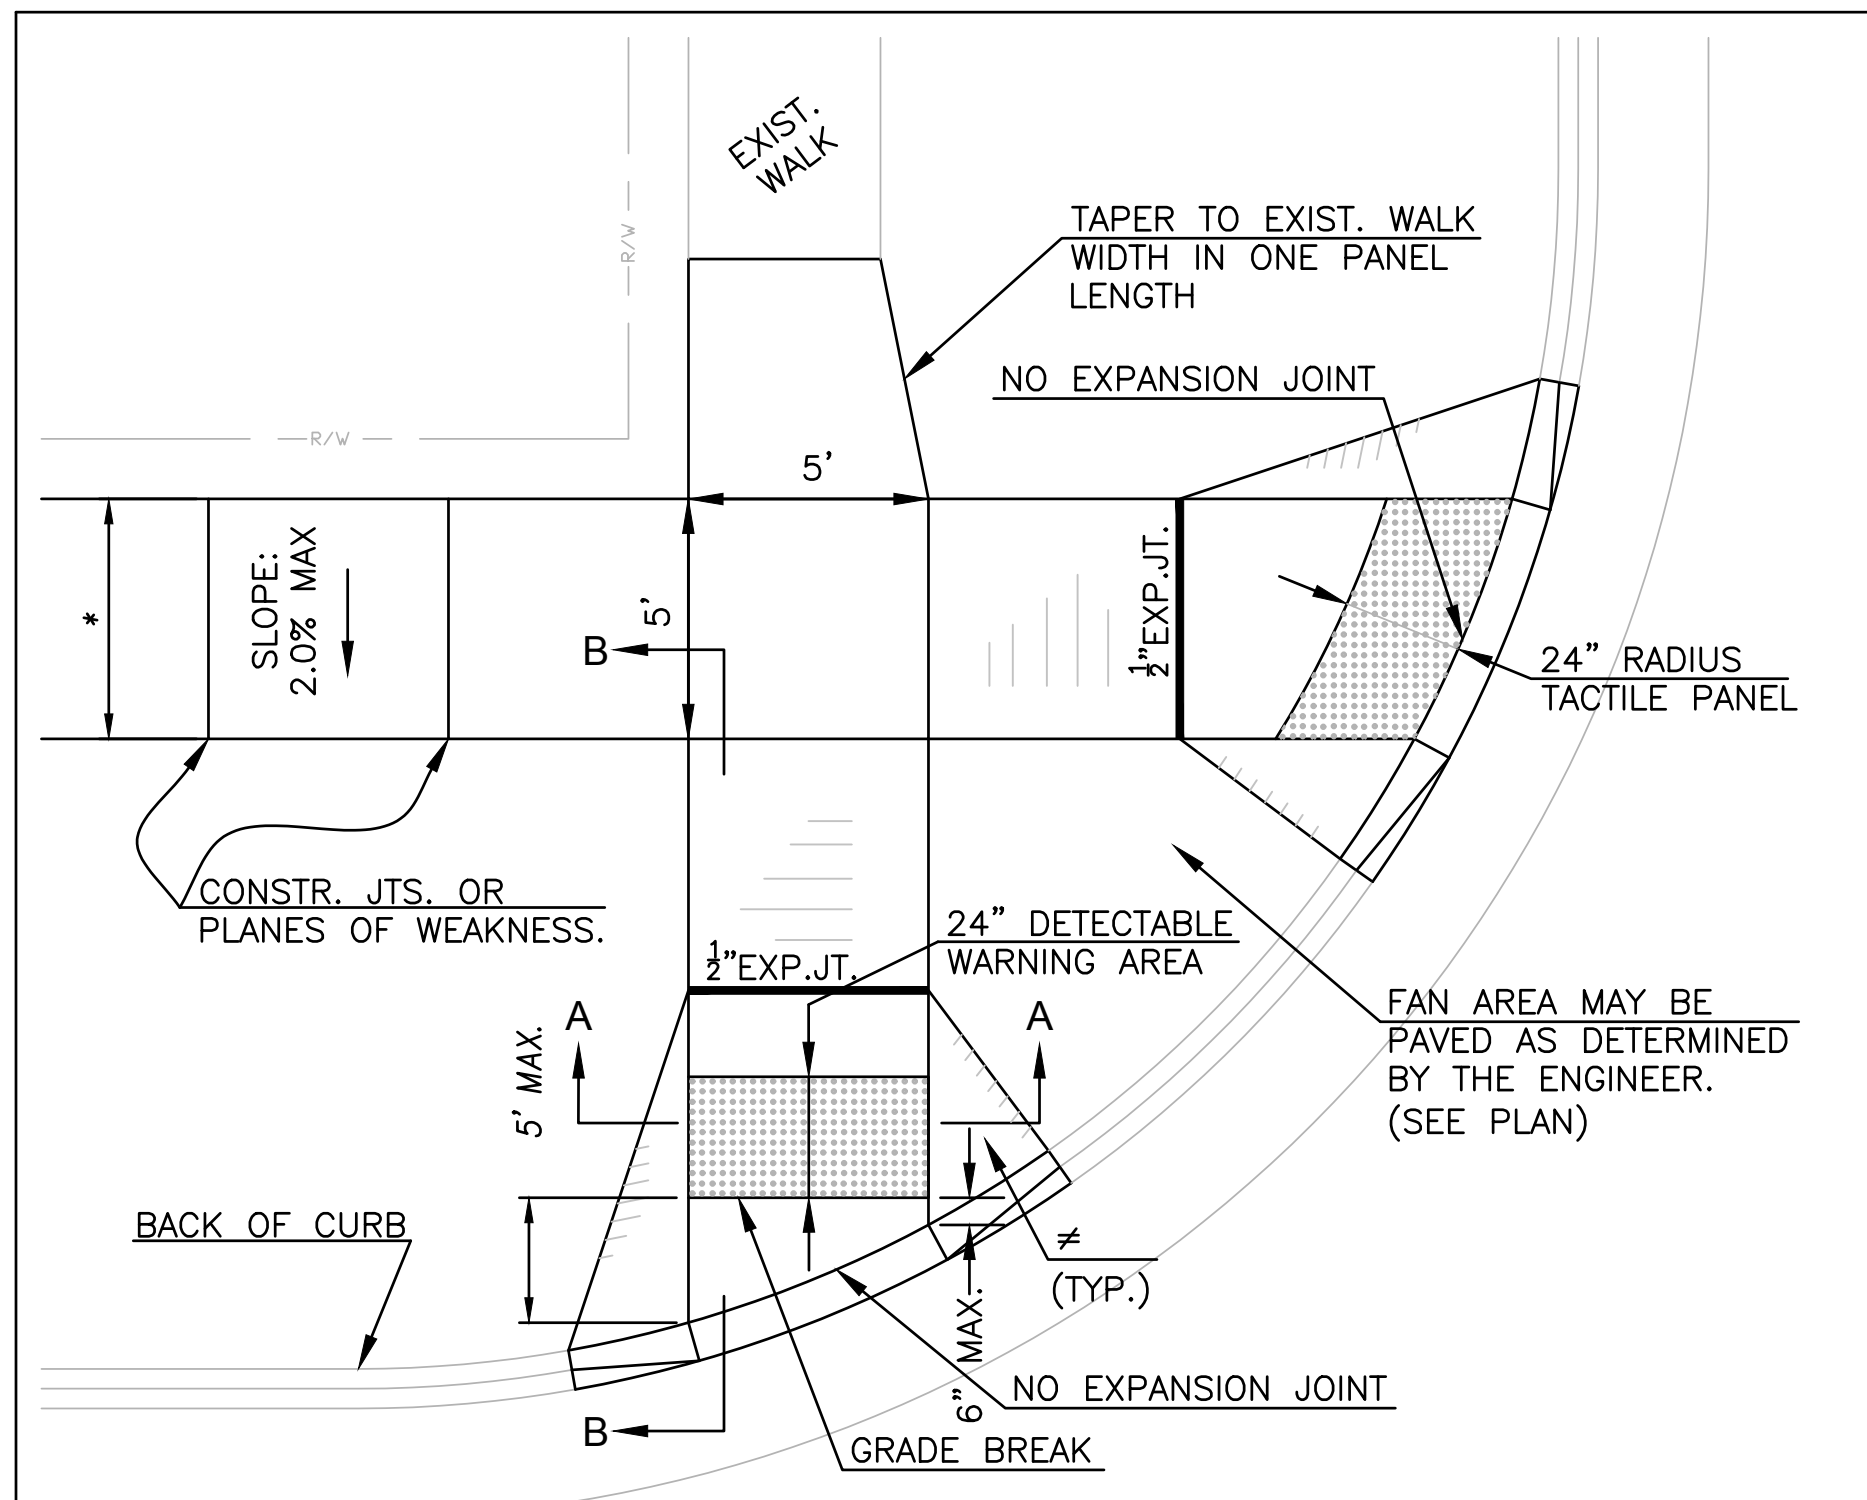 EXIST.
WALK
R/W
TAPER TO EXIST. WALK
WIDTH IN ONE PANEL
LENGTH
NO EXPANSION JOINT
R/W
5'
SLOPE:
2.0% MAX
*
5'
B
½" EXP.JT.
24" RADIUS
TACTILE PANEL
CONSTR. JTS. OR
PLANES OF WEAKNESS.
24" DETECTABLE
WARNING AREA
½" EXP.JT.
A
A
5' MAX.
FAN AREA MAY BE
PAVED AS DETERMINED
BY THE ENGINEER.
(SEE PLAN)
BACK OF CURB
≠
(TYP.)
6" MAX.
NO EXPANSION JOINT
B
GRADE BREAK